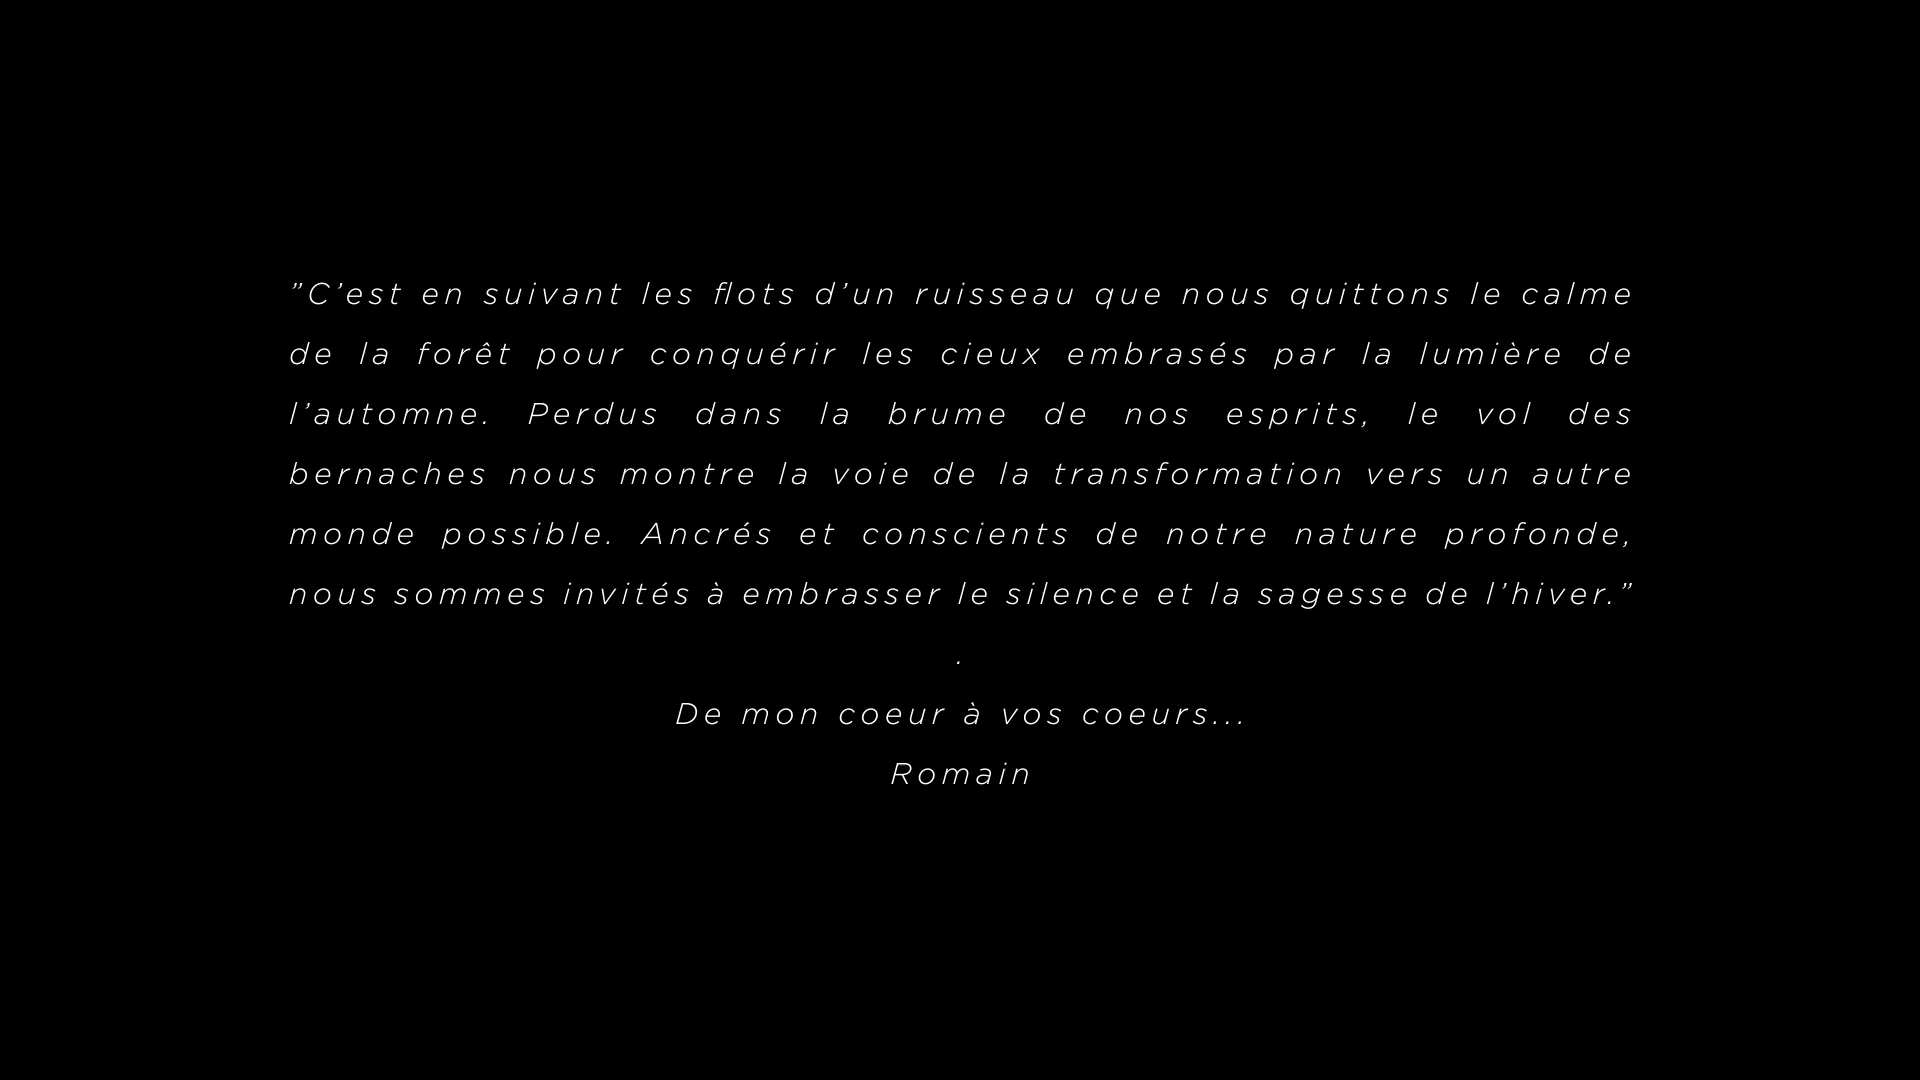 ”C’est en suivant les flots d’un ruisseau que nous quittons le calme
de la forêt pour conquérir les cieux embrasés par la lumière de
l’automne. Perdus dans la brume de nos esprits, le vol des
bernaches nous montre la voie de la transformation vers un autre
monde possible. Ancrés et conscients de notre nature profonde,
nous sommes invités à embrasser le silence et la sagesse de l’hiver.”
.
De mon coeur à vos coeurs...
Romain